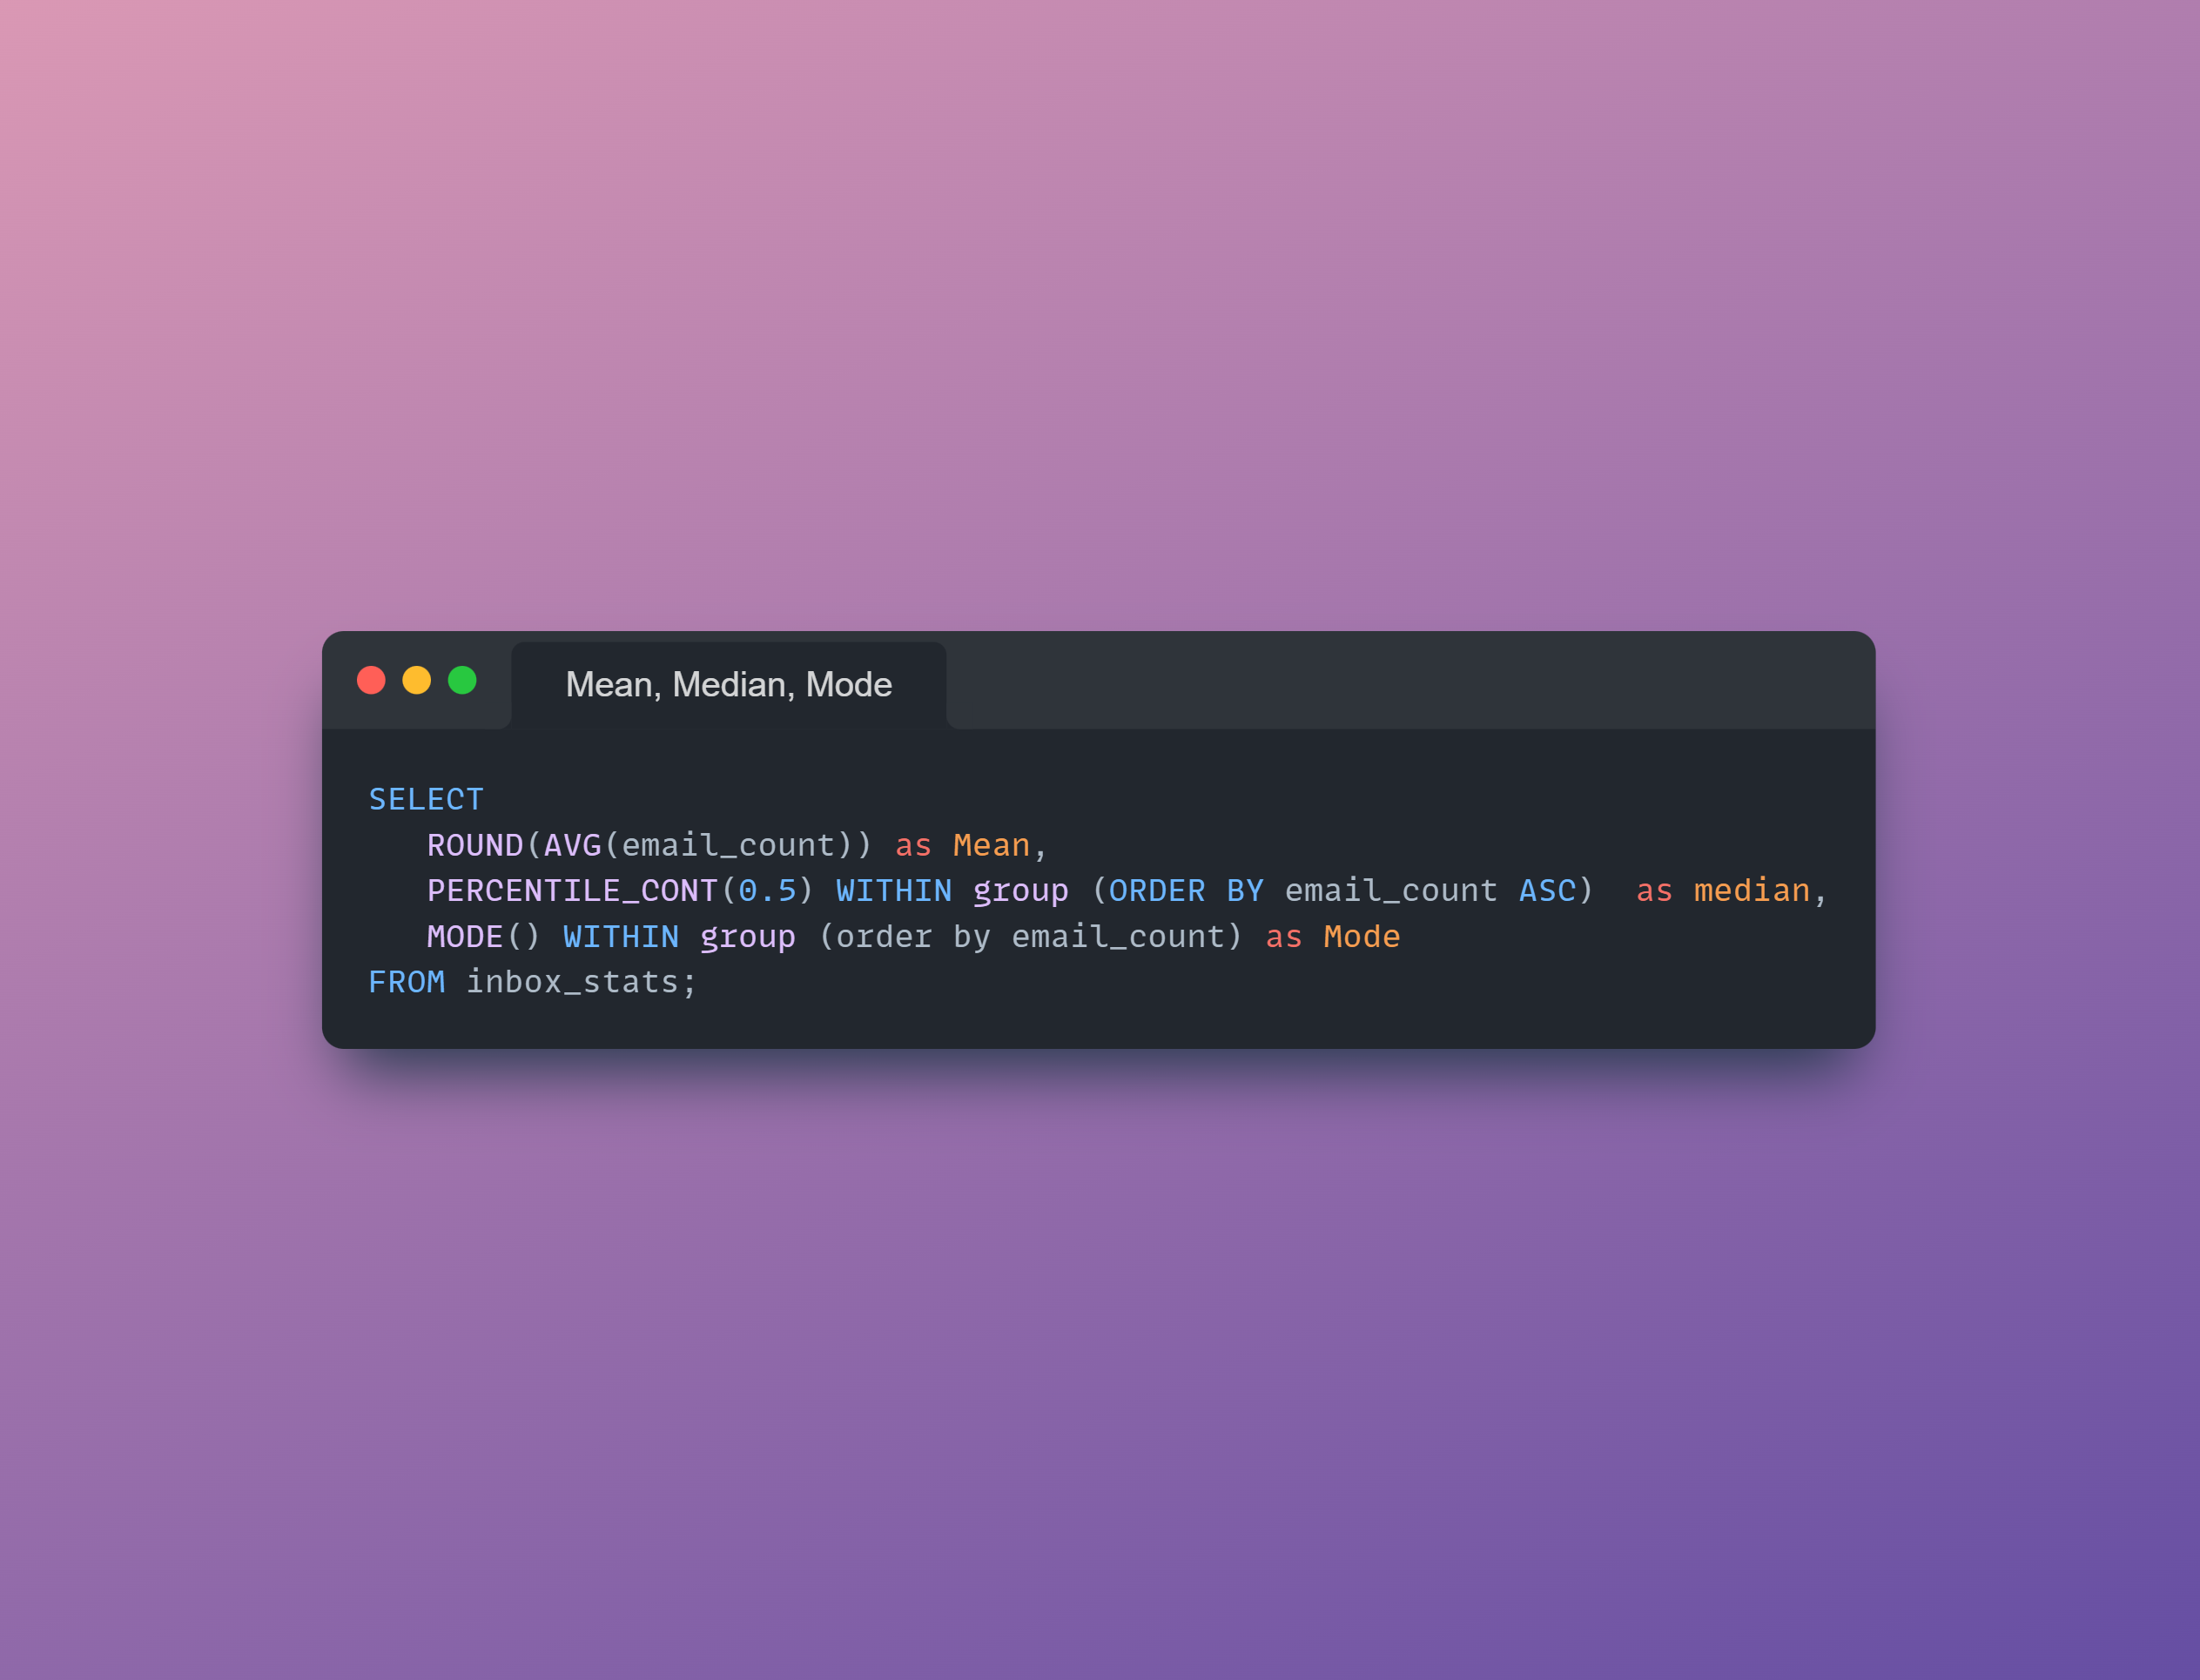 Mean, Median, Mode
SELECT
   ROUND(AVG(email_count)) as Mean,
   PERCENTILE_CONT(0.5) WITHIN group (ORDER BY email_count ASC)  as median,
   MODE() WITHIN group (order by email_count) as Mode
FROM inbox_stats;